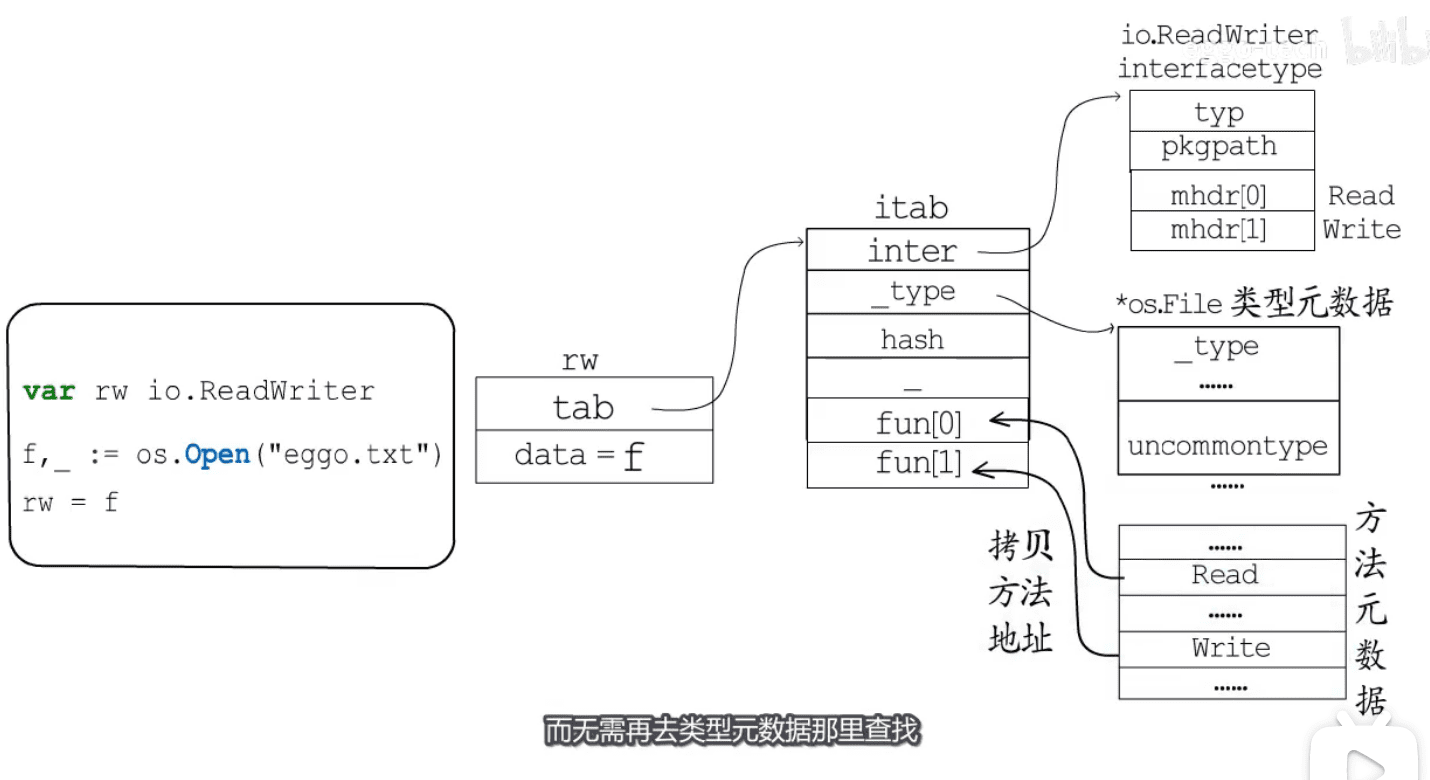 io.ReadWriter
interfacetype
typ
pkgpath
mhdr[0] Read
mhdr[1] Write
itab
inter
_type
hash
_
fun[0]
fun[1]
*os.File 类型元数据
_type
……
uncommontype
……
var rw io.ReadWriter
f,_ := os.Open("eggo.txt")
rw = f
rw
tab
data = f
拷贝
方法
地址
……
Read
……
Write
……
方法元数据
而无需再去类型元数据那里查找